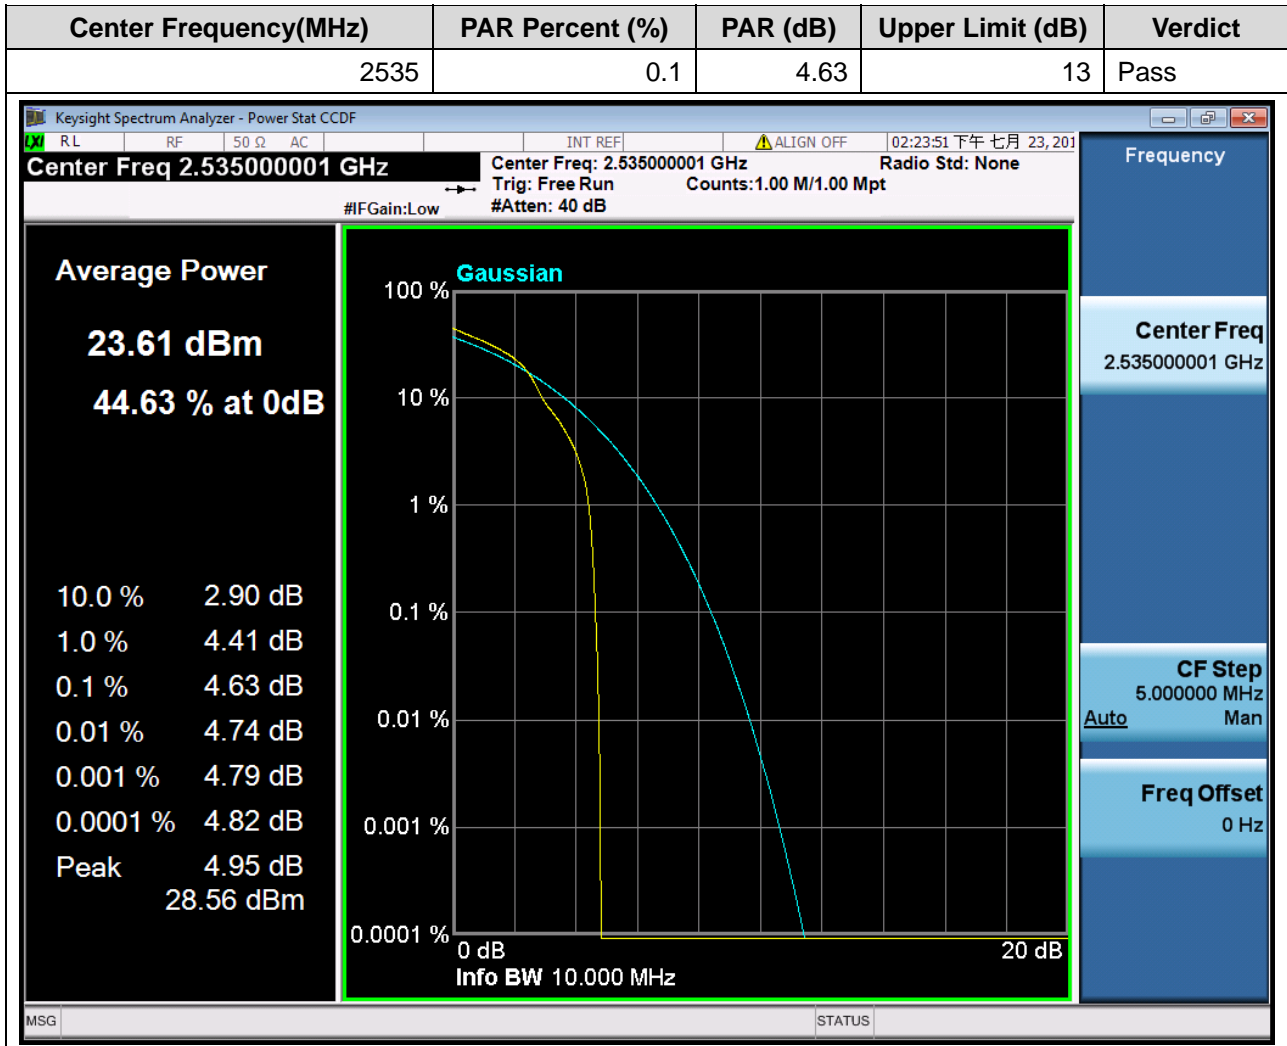 Center Frequency(MHz) PAR Percent (%) PAR (dB) Upper Limit (dB) Verdict
2535 0.1 4.63 13 Pass
Keysight Spectrum Analyzer - Power Stat CCDF
LXI RL RF 50 Ω AC INT REF ALIGN OFF 02:23:51 下午 七月 23, 201
Center Freq 2.535000001 GHz
Center Freq: 2.535000001 GHz Radio Std: None
Trig: Free Run Counts:1.00 M/1.00 Mpt
#IFGain:Low #Atten: 40 dB
Frequency
Average Power
23.61 dBm
44.63 % at 0dB
10.0 % 2.90 dB
1.0 % 4.41 dB
0.1 % 4.63 dB
0.01 % 4.74 dB
0.001 % 4.79 dB
0.0001 % 4.82 dB
Peak 4.95 dB
28.56 dBm
Gaussian
100 %
10 %
1 %
0.1 %
0.01 %
0.001 %
0.0001 %
0 dB 20 dB
Info BW 10.000 MHz
Center Freq
2.535000001 GHz
CF Step
5.000000 MHz
Auto Man
Freq Offset
0 Hz
MSG STATUS